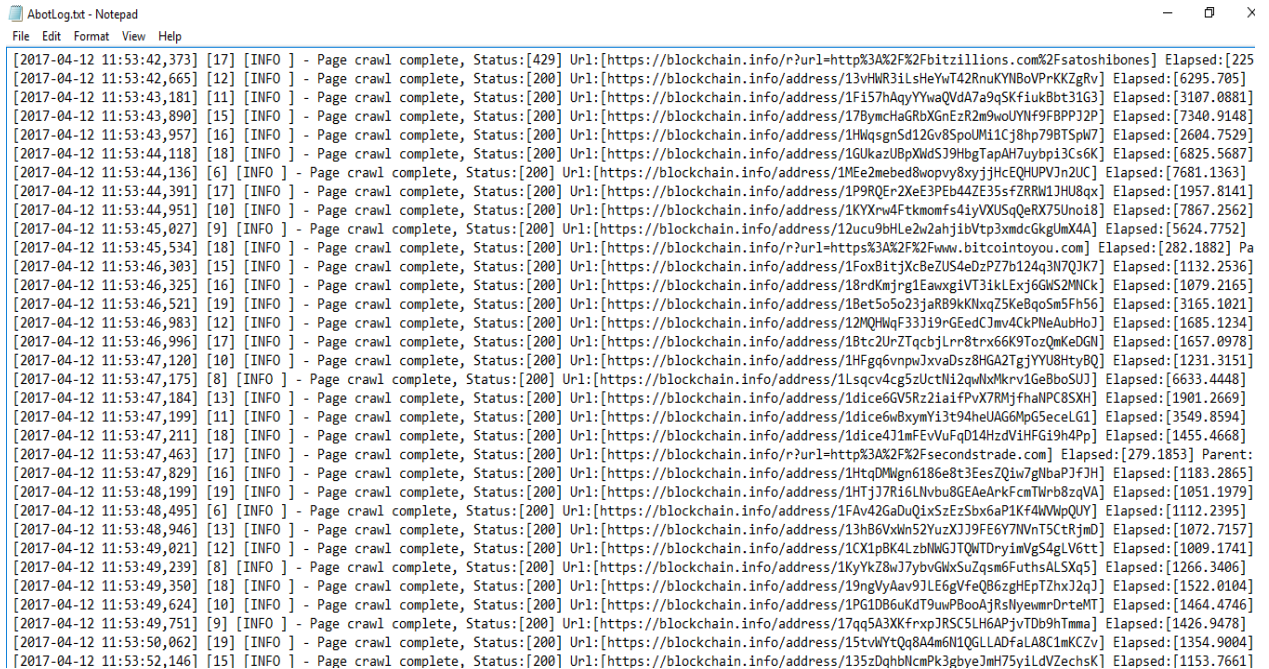 AbotLog.txt - Notepad
File Edit Format View Help
[2017-04-12 11:53:42,373] [17] [INFO ] - Page crawl complete, Status:[429] Url:[https://blockchain.info/r?url=http%3A%2F%2Fbitzillions.com%2Fsatoshibones] Elapsed:[225
[2017-04-12 11:53:42,665] [12] [INFO ] - Page crawl complete, Status:[200] Url:[https://blockchain.info/address/13vHWR3iLsHeYwT42RnuKYNBoVPrKKZgRv] Elapsed:[6295.705]
[2017-04-12 11:53:43,181] [11] [INFO ] - Page crawl complete, Status:[200] Url:[https://blockchain.info/address/1Fi57hAqyYYwaQVdA7a9qSKfiukBbt31G3] Elapsed:[3107.0881]
[2017-04-12 11:53:43,890] [15] [INFO ] - Page crawl complete, Status:[200] Url:[https://blockchain.info/address/17BymcHaGRbXGnEzR2m9woUYNf9FBPPJ2P] Elapsed:[7340.9148]
[2017-04-12 11:53:43,957] [16] [INFO ] - Page crawl complete, Status:[200] Url:[https://blockchain.info/address/1HWqsgnSd12Gv8SpoUMi1Cj8hp79BTSpW7] Elapsed:[2604.7529]
[2017-04-12 11:53:44,118] [18] [INFO ] - Page crawl complete, Status:[200] Url:[https://blockchain.info/address/1GUkazUBpXWdSJ9HbgTapAH7uybpi3Cs6K] Elapsed:[6825.5687]
[2017-04-12 11:53:44,136] [6] [INFO ] - Page crawl complete, Status:[200] Url:[https://blockchain.info/address/1MEe2mebed8wopvy8xyjjHcEQHUPVJn2UC] Elapsed:[7681.1363]
[2017-04-12 11:53:44,391] [17] [INFO ] - Page crawl complete, Status:[200] Url:[https://blockchain.info/address/1P9RQEr2XeE3PEb44ZE35sfZRRW1JHU8qx] Elapsed:[1957.8141]
[2017-04-12 11:53:44,951] [10] [INFO ] - Page crawl complete, Status:[200] Url:[https://blockchain.info/address/1KYXrw4Ftkmomfs4iyVXUSqQeRX75Unoi8] Elapsed:[7867.2562]
[2017-04-12 11:53:45,027] [9] [INFO ] - Page crawl complete, Status:[200] Url:[https://blockchain.info/address/12ucu9bHLe2w2ahjibVtp3xmdcGkgUmX4A] Elapsed:[5624.7752]
[2017-04-12 11:53:45,534] [18] [INFO ] - Page crawl complete, Status:[200] Url:[https://blockchain.info/r?url=https%3A%2F%2Fwww.bitcointoyou.com] Elapsed:[282.1882] Pa
[2017-04-12 11:53:46,303] [15] [INFO ] - Page crawl complete, Status:[200] Url:[https://blockchain.info/address/1FoxBitjXcBeZUS4eDzPZ7b124q3N7QJK7] Elapsed:[1132.2536]
[2017-04-12 11:53:46,325] [16] [INFO ] - Page crawl complete, Status:[200] Url:[https://blockchain.info/address/18rdKmjrg1EawxgiVT3ikLExj6GWS2MNCk] Elapsed:[1079.2165]
[2017-04-12 11:53:46,521] [19] [INFO ] - Page crawl complete, Status:[200] Url:[https://blockchain.info/address/1Bet5o5o23jaRB9kKNxqZ5KeBqoSm5Fh56] Elapsed:[3165.1021]
[2017-04-12 11:53:46,983] [12] [INFO ] - Page crawl complete, Status:[200] Url:[https://blockchain.info/address/12MQHWqF33Ji9rGEedCJmv4CkPNeAubHoJ] Elapsed:[1685.1234]
[2017-04-12 11:53:46,996] [17] [INFO ] - Page crawl complete, Status:[200] Url:[https://blockchain.info/address/1Btc2UrZTqcbjLrr8trx66K9TozQmKeDGN] Elapsed:[1657.0978]
[2017-04-12 11:53:47,120] [10] [INFO ] - Page crawl complete, Status:[200] Url:[https://blockchain.info/address/1HFgq6vnpwJxvaDsz8HGA2TgjYYU8HtyBQ] Elapsed:[1231.3151]
[2017-04-12 11:53:47,175] [8] [INFO ] - Page crawl complete, Status:[200] Url:[https://blockchain.info/address/1Lsqcv4cg5zUctNi2qwNxMkrv1GeBboSUJ] Elapsed:[6633.4448]
[2017-04-12 11:53:47,184] [13] [INFO ] - Page crawl complete, Status:[200] Url:[https://blockchain.info/address/1dice6GV5Rz2iaifPvX7RMjfhaNPC8SXH] Elapsed:[1901.2669]
[2017-04-12 11:53:47,199] [11] [INFO ] - Page crawl complete, Status:[200] Url:[https://blockchain.info/address/1dice6wBxymYi3t94heUAG6MpG5eceLG1] Elapsed:[3549.8594]
[2017-04-12 11:53:47,211] [18] [INFO ] - Page crawl complete, Status:[200] Url:[https://blockchain.info/address/1dice4J1mFEvVuFqD14HzdViHFGi9h4Pp] Elapsed:[1455.4668]
[2017-04-12 11:53:47,463] [17] [INFO ] - Page crawl complete, Status:[200] Url:[https://blockchain.info/r?url=http%3A%2F%2Fsecondstrade.com] Elapsed:[279.1853] Parent:
[2017-04-12 11:53:47,829] [16] [INFO ] - Page crawl complete, Status:[200] Url:[https://blockchain.info/address/1HtqDMWgn6186e8t3EesZQiw7gNbaPJfJH] Elapsed:[1183.2865]
[2017-04-12 11:53:48,199] [19] [INFO ] - Page crawl complete, Status:[200] Url:[https://blockchain.info/address/1HTjJ7Ri6LNvbu8GEAeArkFcmTWrb8zqVA] Elapsed:[1051.1979]
[2017-04-12 11:53:48,495] [6] [INFO ] - Page crawl complete, Status:[200] Url:[https://blockchain.info/address/1FAv42GaDuQixSzEzSbx6aP1Kf4WVWpQUY] Elapsed:[1112.2395]
[2017-04-12 11:53:48,946] [13] [INFO ] - Page crawl complete, Status:[200] Url:[https://blockchain.info/address/13hB6VxWn52YuzXJJ9FE6Y7NVnT5CtRjmD] Elapsed:[1072.7157]
[2017-04-12 11:53:49,021] [12] [INFO ] - Page crawl complete, Status:[200] Url:[https://blockchain.info/address/1CX1pBK4LzbNWGJTQWTDryimVgS4gLV6tt] Elapsed:[1009.1741]
[2017-04-12 11:53:49,239] [8] [INFO ] - Page crawl complete, Status:[200] Url:[https://blockchain.info/address/1KyYkZ8wJ7ybvGWxSuZqsm6FuthsALSXq5] Elapsed:[1266.3406]
[2017-04-12 11:53:49,350] [18] [INFO ] - Page crawl complete, Status:[200] Url:[https://blockchain.info/address/19ngVyAav9JLE6gVfeQB6zgHEpTZhxJ2qJ] Elapsed:[1522.0104]
[2017-04-12 11:53:49,624] [10] [INFO ] - Page crawl complete, Status:[200] Url:[https://blockchain.info/address/1PG1DB6uKdT9uwPBooAjRsNyewmrDrteMT] Elapsed:[1464.4746]
[2017-04-12 11:53:49,751] [9] [INFO ] - Page crawl complete, Status:[200] Url:[https://blockchain.info/address/17qq5A3XKfrxpJRSC5LH6APjvTDb9hTmma] Elapsed:[1426.9478]
[2017-04-12 11:53:50,062] [19] [INFO ] - Page crawl complete, Status:[200] Url:[https://blockchain.info/address/15tvWYtQq8A4m6N1QGLLADfaLA8C1mKCZv] Elapsed:[1354.9004]
[2017-04-12 11:53:52,146] [15] [INFO ] - Page crawl complete, Status:[200] Url:[https://blockchain.info/address/135zDqhbNcmPk3gbyeJmH75yiLdVZechsK] Elapsed:[1153.7661]